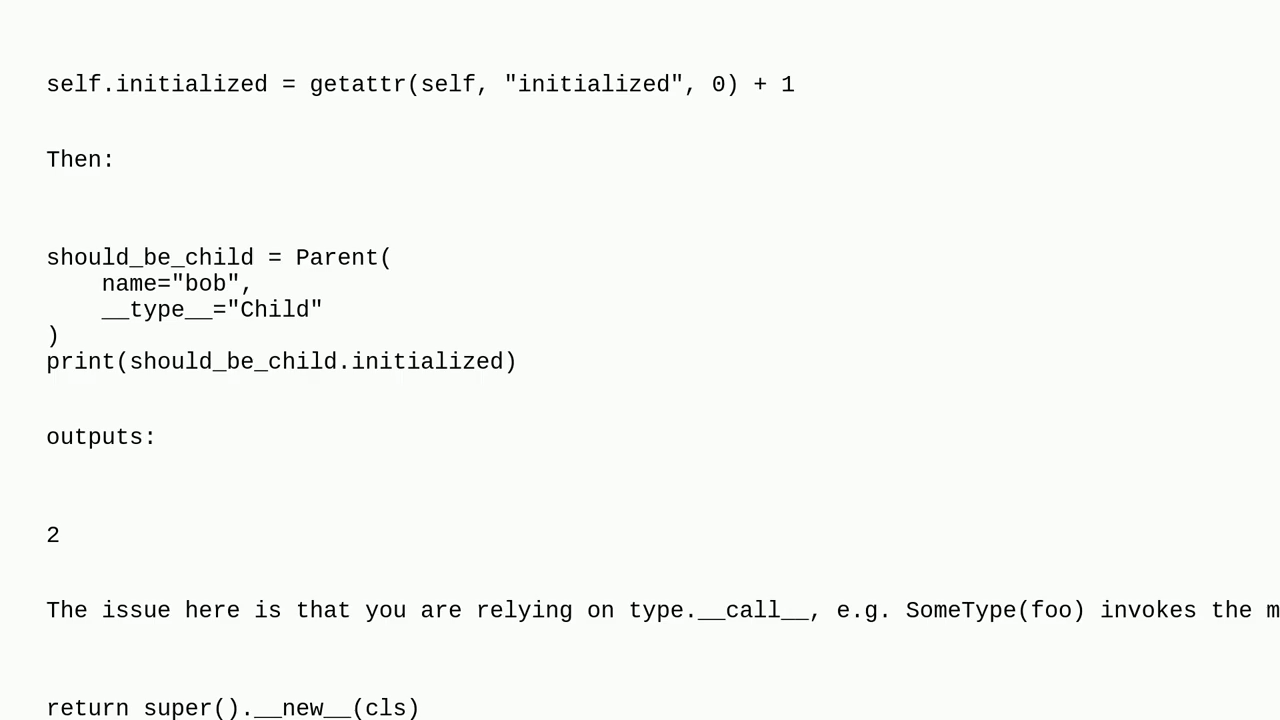 self.initialized = getattr(self, "initialized", 0) + 1
Then:
should_be_child = Parent(
    name="bob",
    __type__="Child"
)
print(should_be_child.initialized)
outputs:
2
The issue here is that you are relying on type.__call__, e.g. SomeType(foo) invokes the m
return super().__new__(cls)